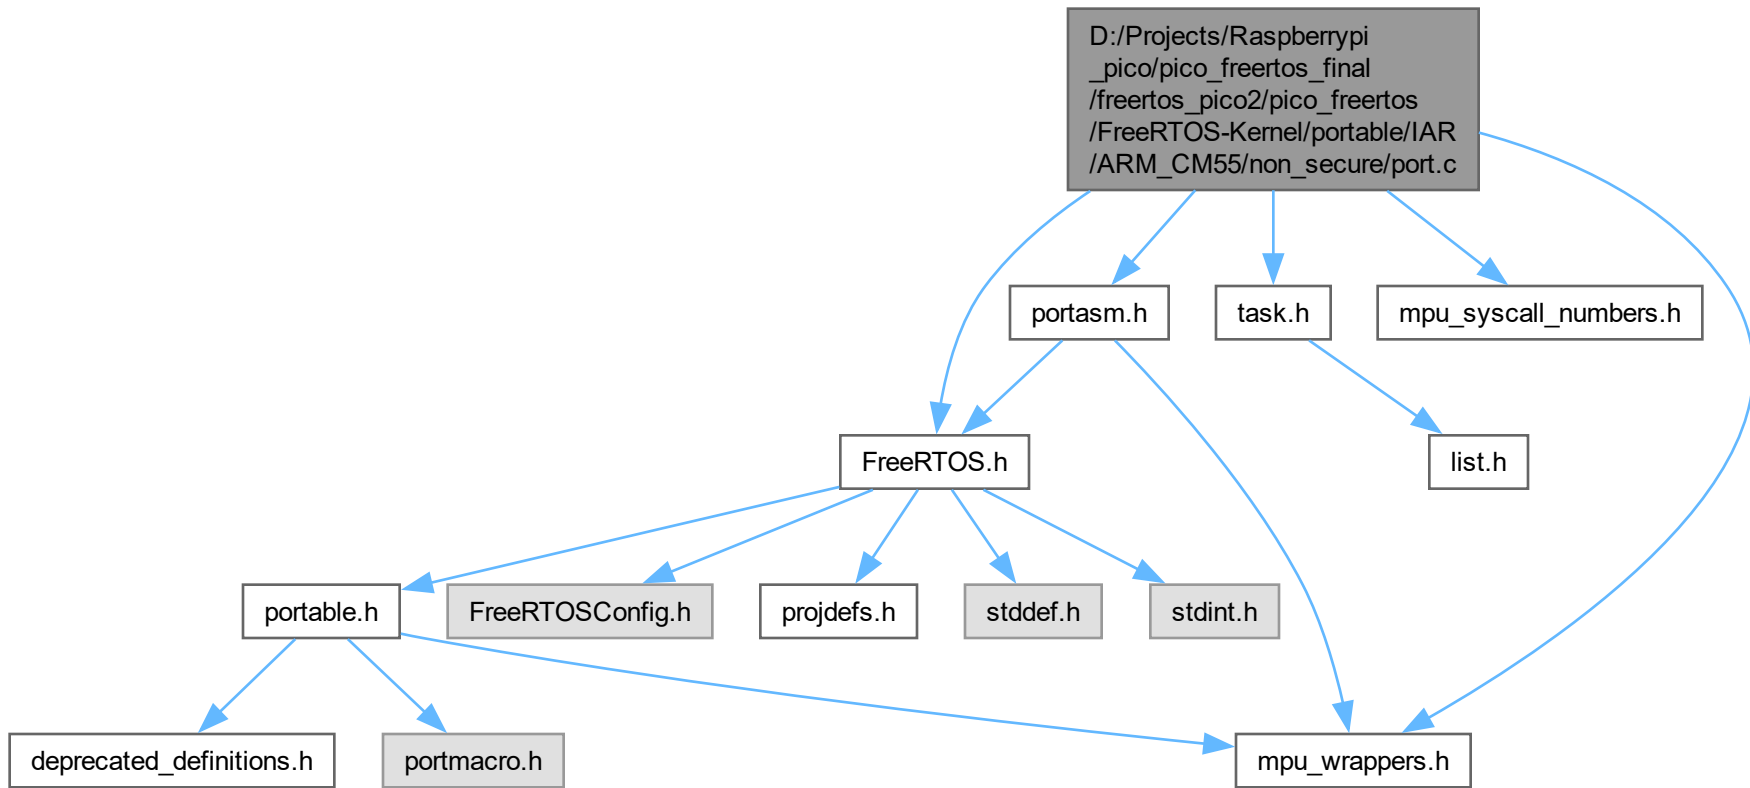 D:/Projects/Raspberrypi
_pico/pico_freertos_final
/freertos_pico2/pico_freertos
/FreeRTOS-Kernel/portable/IAR
/ARM_CM55/non_secure/port.c
portasm.h
task.h
mpu_syscall_numbers.h
FreeRTOS.h
list.h
portable.h
FreeRTOSConfig.h
projdefs.h
stddef.h
stdint.h
deprecated_definitions.h
portmacro.h
mpu_wrappers.h